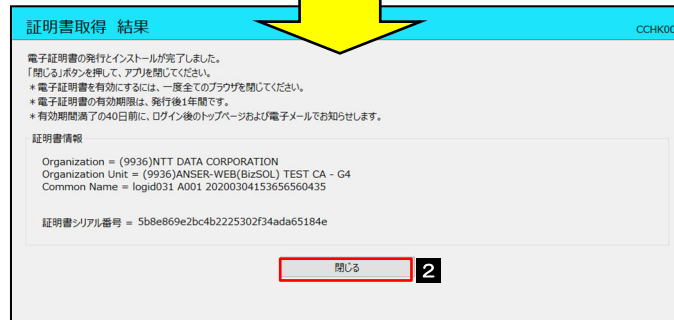 証明書取得 結果
CCHK00
電子証明書の発行とインストールが完了しました。
「閉じる」ボタンを押して、アプリを閉じてください。
＊電子証明書を有効にするには、一度全てのブラウザを閉じてください。
＊電子証明書の有効期限は、発行後1年間です。
＊有効期間満了の40日前に、ログイン後のトップページおよび電子メールでお知らせします。
証明書情報
Organization = (9936)NTT DATA CORPORATION
Organization Unit = (9936)ANSER-WEB(BizSOL) TEST CA - G4
Common Name = logid031 A001 20200304153656560435
証明書シリアル番号 = 5b8e869e2bc4b2225302f34ada65184e
閉じる
2